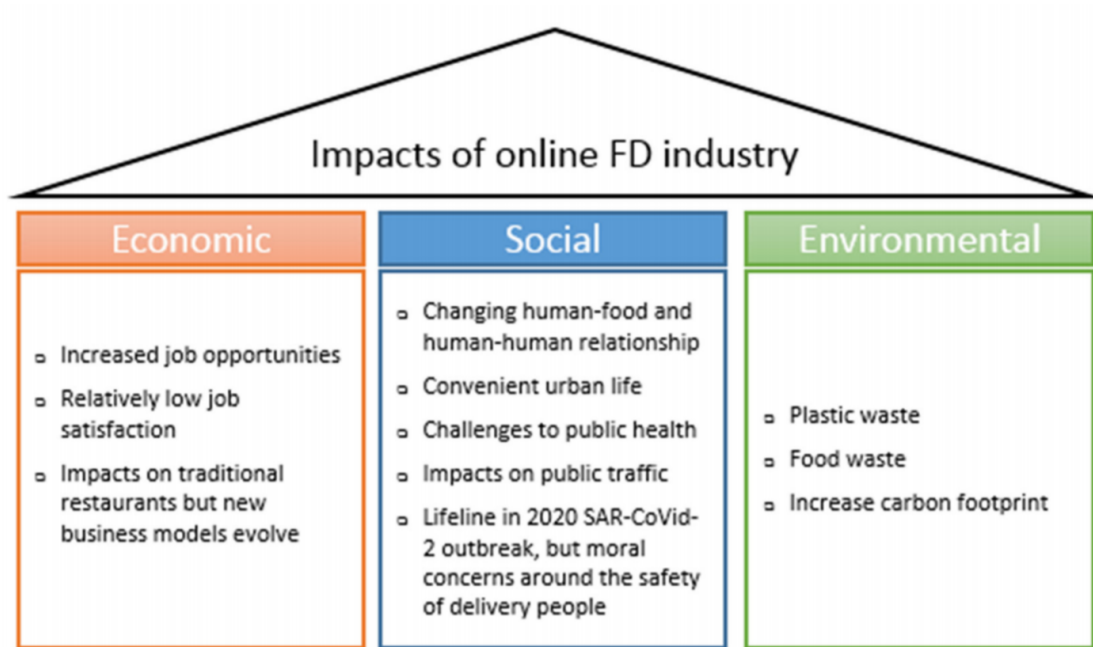 Impacts of online FD industry
Economic
Increased job opportunities
Relatively low job
satisfaction
Impacts on traditional
restaurants but new
business models evolve
Social
Changing human-food and
human-human relationship
Convenient urban life
Challenges to public health
Impacts on public traffic
Lifeline in 2020 SAR-CoVid-
2 outbreak, but moral
concerns around the safety
of delivery people
Environmental
Plastic waste
Food waste
Increase carbon footprint